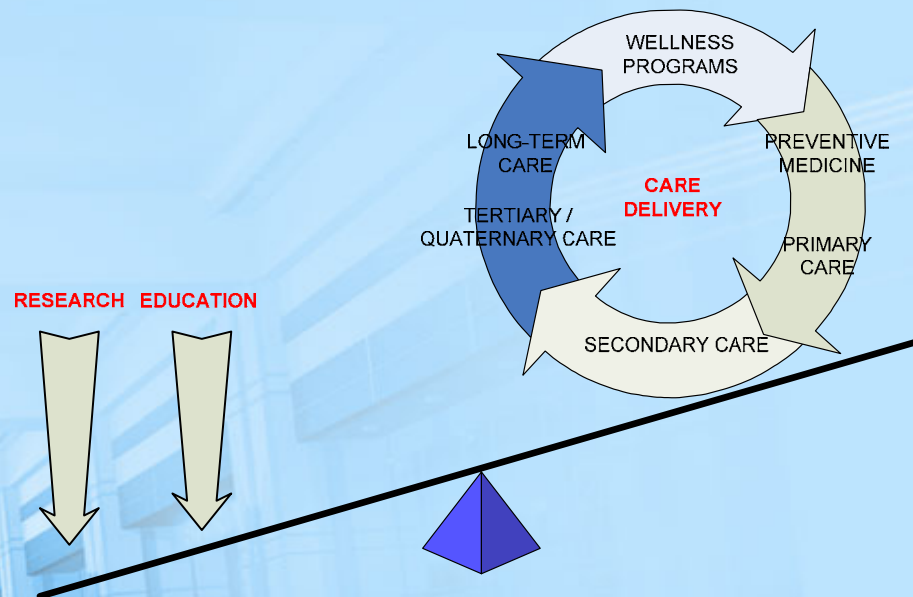 WELLNESS
PROGRAMS
LONG-TERM
CARE
PREVENTIVE
MEDICINE
CARE
DELIVERY
TERTIARY /
QUATERNARY CARE
PRIMARY
CARE
RESEARCH
EDUCATION
SECONDARY CARE